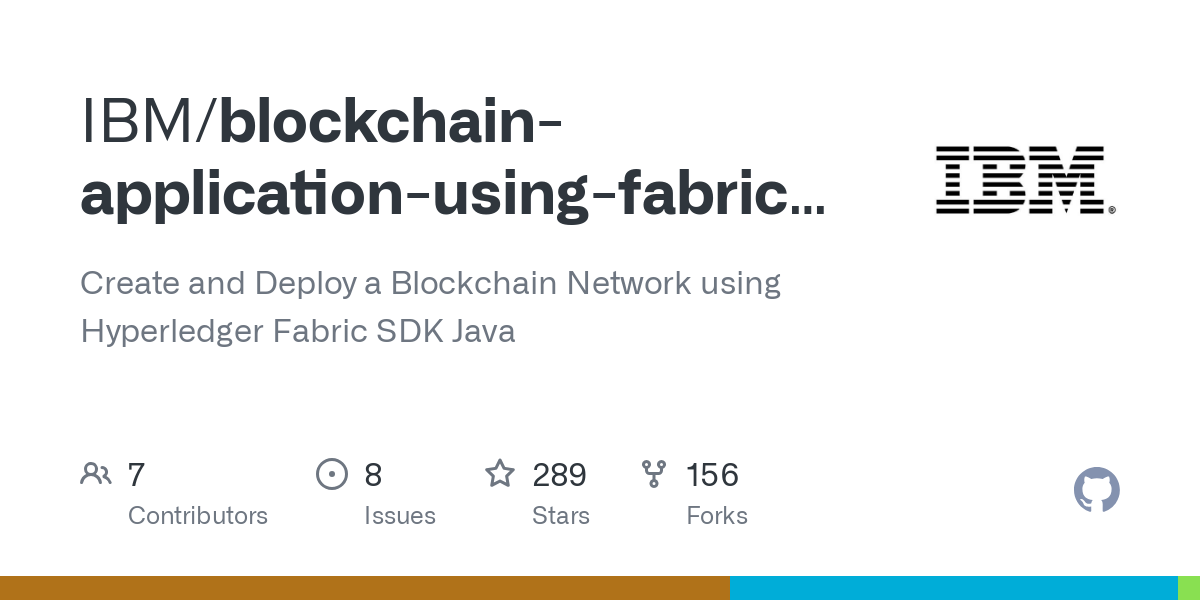 IBM/blockchain-
application-using-fabric...
IBM®
Create and Deploy a Blockchain Network using
Hyperledger Fabric SDK Java
7
Contributors
8
Issues
289
Stars
156
Forks